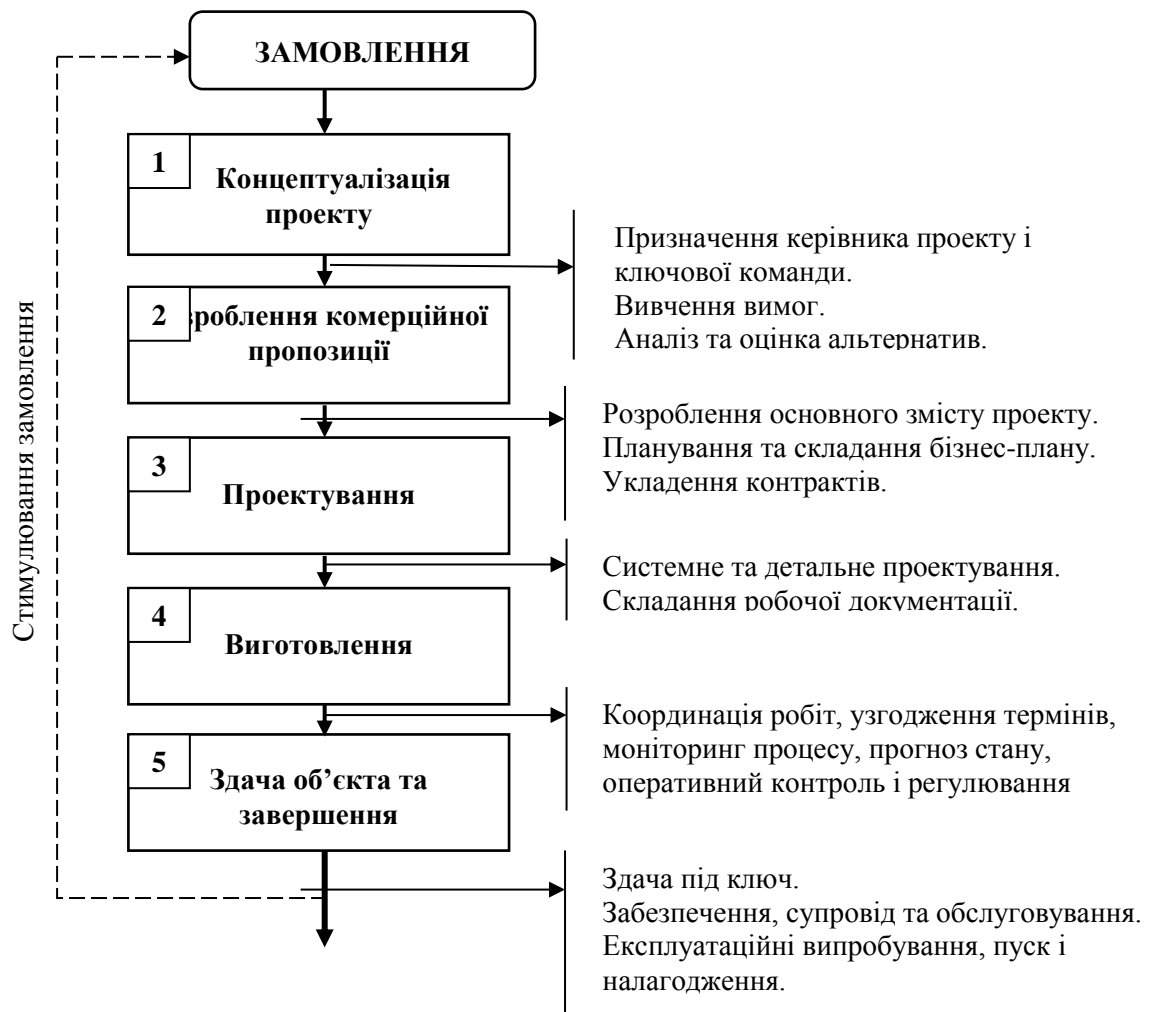 ЗАМОВЛЕННЯ
1
Концептуалізація
проекту
Призначення керівника проекту і
ключової команди.
Вивчення вимог.
Аналіз та оцінка альтернатив.
2
зроблення комерційної
пропозиції
Розроблення основного змісту проекту.
Планування та складання бізнес-плану.
Укладення контрактів.
3
Проектування
Системне та детальне проектування.
Складання робочої документації.
4
Виготовлення
Координація робіт, узгодження термінів,
моніторинг процесу, прогноз стану,
оперативний контроль і регулювання
5
Здача об’єкта та
завершення
Здача під ключ.
Забезпечення, супровід та обслуговування.
Експлуатаційні випробування, пуск і
налагодження.
Стимулювання замовлення